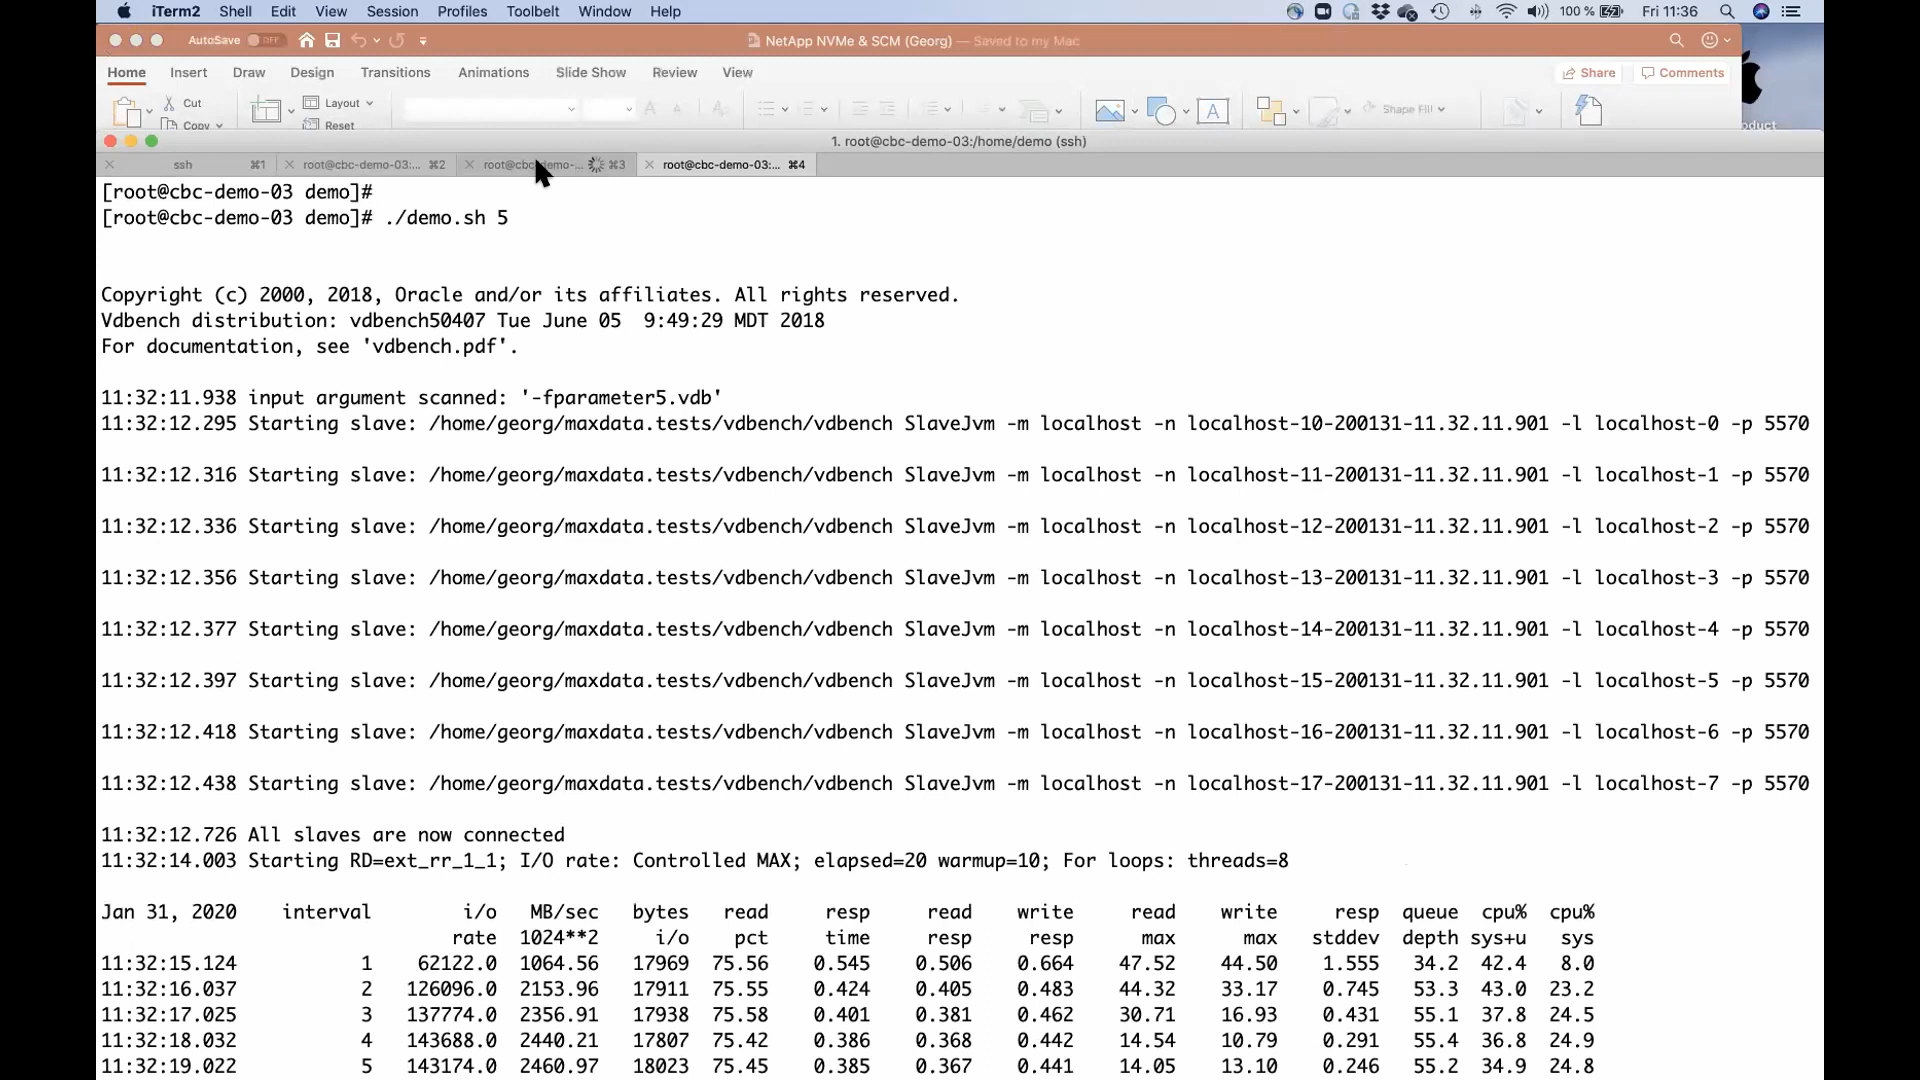 iTerm2 Shell Edit View Session Profiles Toolbelt Window Help 100 % Fri 11:36
AutoSave OFF NetApp NVMe & SCM (Georg) — Saved to my Mac
Home Insert Draw Design Transitions Animations Slide Show Review View Share Comments
Cut Layout Shape Fill
Copy Reset
1. root@cbc-demo-03:/home/demo (ssh)
ssh ⌘1 root@cbc-demo-03:... ⌘2 root@cbc-demo-... ⌘3 root@cbc-demo-03:... ⌘4
[root@cbc-demo-03 demo]#
[root@cbc-demo-03 demo]# ./demo.sh 5
Copyright (c) 2000, 2018, Oracle and/or its affiliates. All rights reserved.
Vdbench distribution: vdbench50407 Tue June 05  9:49:29 MDT 2018
For documentation, see 'vdbench.pdf'.
11:32:11.938 input argument scanned: '-fparameter5.vdb'
11:32:12.295 Starting slave: /home/georg/maxdata.tests/vdbench/vdbench SlaveJvm -m localhost -n localhost-10-200131-11.32.11.901 -l localhost-0 -p 5570
11:32:12.316 Starting slave: /home/georg/maxdata.tests/vdbench/vdbench SlaveJvm -m localhost -n localhost-11-200131-11.32.11.901 -l localhost-1 -p 5570
11:32:12.336 Starting slave: /home/georg/maxdata.tests/vdbench/vdbench SlaveJvm -m localhost -n localhost-12-200131-11.32.11.901 -l localhost-2 -p 5570
11:32:12.356 Starting slave: /home/georg/maxdata.tests/vdbench/vdbench SlaveJvm -m localhost -n localhost-13-200131-11.32.11.901 -l localhost-3 -p 5570
11:32:12.377 Starting slave: /home/georg/maxdata.tests/vdbench/vdbench SlaveJvm -m localhost -n localhost-14-200131-11.32.11.901 -l localhost-4 -p 5570
11:32:12.397 Starting slave: /home/georg/maxdata.tests/vdbench/vdbench SlaveJvm -m localhost -n localhost-15-200131-11.32.11.901 -l localhost-5 -p 5570
11:32:12.418 Starting slave: /home/georg/maxdata.tests/vdbench/vdbench SlaveJvm -m localhost -n localhost-16-200131-11.32.11.901 -l localhost-6 -p 5570
11:32:12.438 Starting slave: /home/georg/maxdata.tests/vdbench/vdbench SlaveJvm -m localhost -n localhost-17-200131-11.32.11.901 -l localhost-7 -p 5570
11:32:12.726 All slaves are now connected
11:32:14.003 Starting RD=ext_rr_1_1; I/O rate: Controlled MAX; elapsed=20 warmup=10; For loops: threads=8
Jan 31, 2020 interval i/o MB/sec bytes read resp read write read write resp queue cpu% cpu%
rate 1024**2 i/o pct time resp resp max max stddev depth sys+u sys
11:32:15.124 1 62122.0 1064.56 17969 75.56 0.545 0.506 0.664 47.52 44.50 1.555 34.2 42.4 8.0
11:32:16.037 2 126096.0 2153.96 17911 75.55 0.424 0.405 0.483 44.32 33.17 0.745 53.3 43.0 23.2
11:32:17.025 3 137774.0 2356.91 17938 75.58 0.401 0.381 0.462 30.71 16.93 0.431 55.1 37.8 24.5
11:32:18.032 4 143688.0 2440.21 17807 75.42 0.386 0.368 0.442 14.54 10.79 0.291 55.4 36.8 24.9
11:32:19.022 5 143174.0 2460.97 18023 75.45 0.385 0.367 0.441 14.05 13.10 0.246 55.2 34.9 24.8